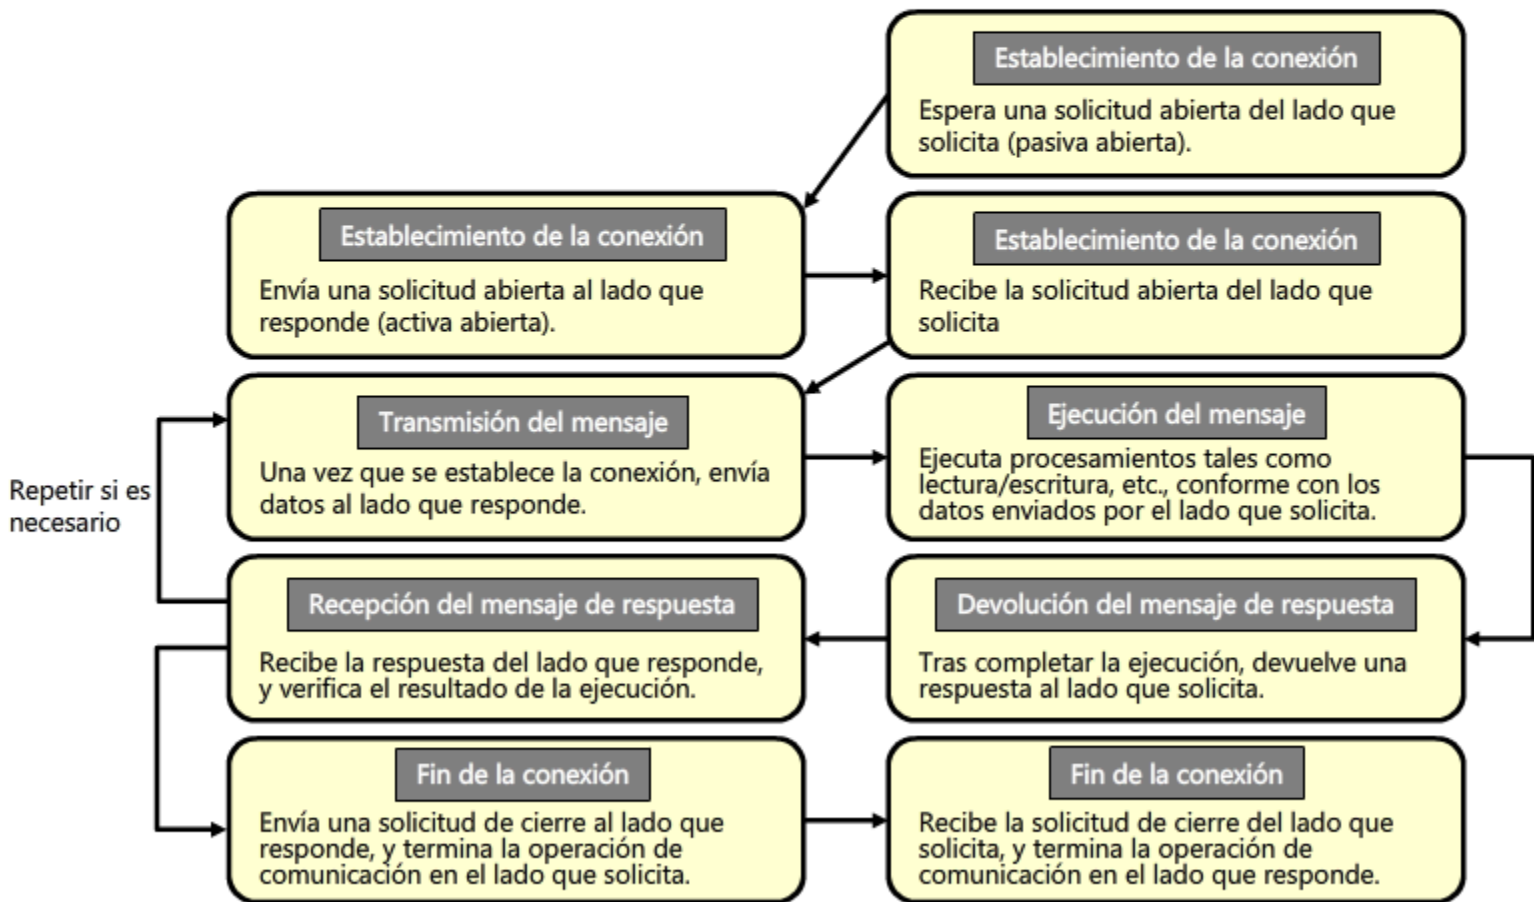 Establecimiento de la conexión
Espera una solicitud abierta del lado que
solicita (pasiva abierta).
Establecimiento de la conexión
Envía una solicitud abierta al lado que
responde (activa abierta).
Establecimiento de la conexión
Recibe la solicitud abierta del lado que
solicita
Transmisión del mensaje
Una vez que se establece la conexión, envía
datos al lado que responde.
Ejecución del mensaje
Ejecuta procesamientos tales como
lectura/escritura, etc., conforme con los
datos enviados por el lado que solicita.
Repetir si es
necesario
Recepción del mensaje de respuesta
Recibe la respuesta del lado que responde,
y verifica el resultado de la ejecución.
Devolución del mensaje de respuesta
Tras completar la ejecución, devuelve una
respuesta al lado que solicita.
Fin de la conexión
Envía una solicitud de cierre al lado que
responde, y termina la operación de
comunicación en el lado que solicita.
Fin de la conexión
Recibe la solicitud de cierre del lado que
solicita, y termina la operación de
comunicación en el lado que responde.